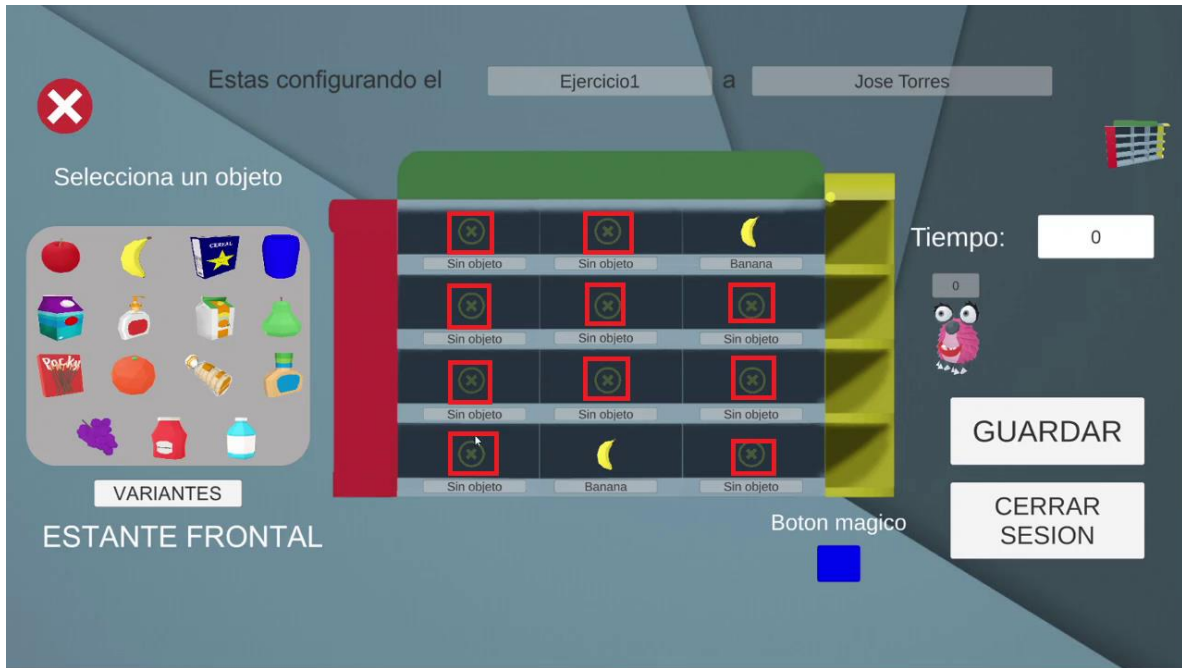 Estas configurando el Ejercicio1 a Jose Torres
Selecciona un objeto
CEREAL
Sin objeto Sin objeto Banana
Tiempo: 0
0
Sin objeto Sin objeto Sin objeto
Sin objeto Sin objeto Sin objeto
GUARDAR
Sin objeto Banana Sin objeto
VARIANTES
CERRAR
SESION
Boton magico
ESTANTE FRONTAL